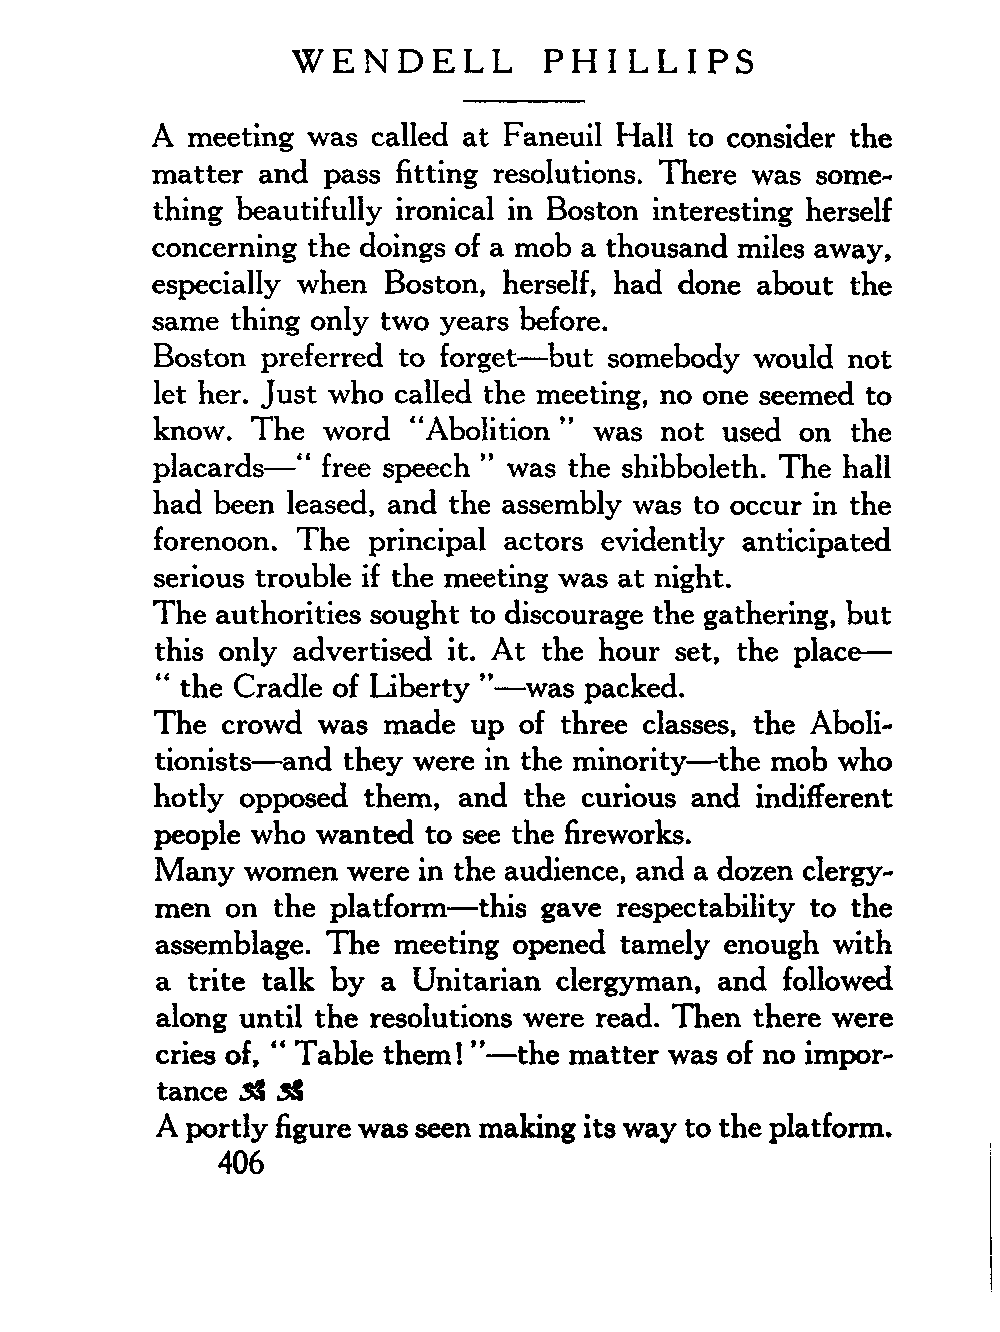 WENDELL PHILLIPS
A meeting was called at Faneuil Hall to consider the
matter and pass fitting resolutions. There was some-
thing beautifully ironical in Boston interesting herself
concerning the doings of a mob a thousand miles away,
especially when Boston, herself, had done about the
same thing only two years before.
Boston preferred to forget—but somebody would not
let her. Just who called the meeting, no one seemed to
know. The word “Abolition” was not used on the
placards—“ free speech ” was the shibboleth. The hall
had been leased, and the assembly was to occur in the
forenoon. The principal actors evidently anticipated
serious trouble if the meeting was at night.
The authorities sought to discourage the gathering, but
this only advertised it. At the hour set, the place—
“ the Cradle of Liberty ”—was packed.
The crowd was made up of three classes, the Aboli-
tionists—and they were in the minority—the mob who
hotly opposed them, and the curious and indifferent
people who wanted to see the fireworks.
Many women were in the audience, and a dozen clergy-
men on the platform—this gave respectability to the
assemblage. The meeting opened tamely enough with
a trite talk by a Unitarian clergyman, and followed
along until the resolutions were read. Then there were
cries of, “ Table them! ”—the matter was of no impor-
tance
A portly figure was seen making its way to the platform.
406